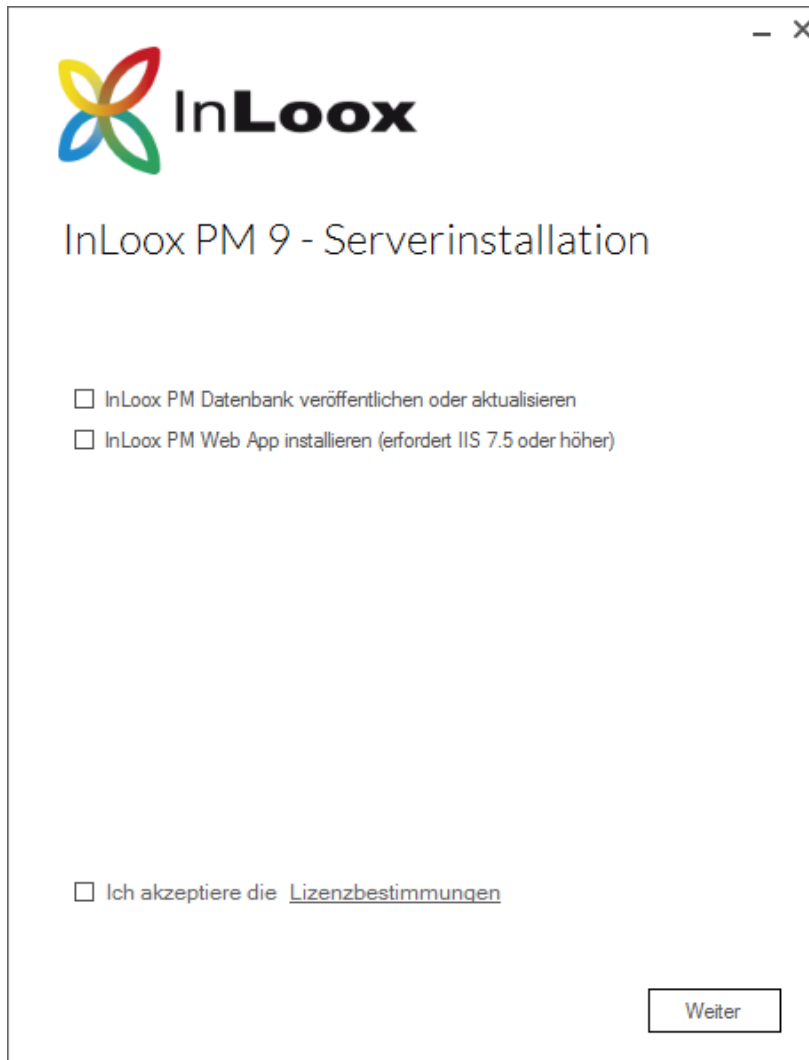 InLoox
InLoox PM 9 - Serverinstallation
InLoox PM Datenbank veröffentlichen oder aktualisieren
InLoox PM Web App installieren (erfordert IIS 7.5 oder höher)
Ich akzeptiere die Lizenzbestimmungen
Weiter